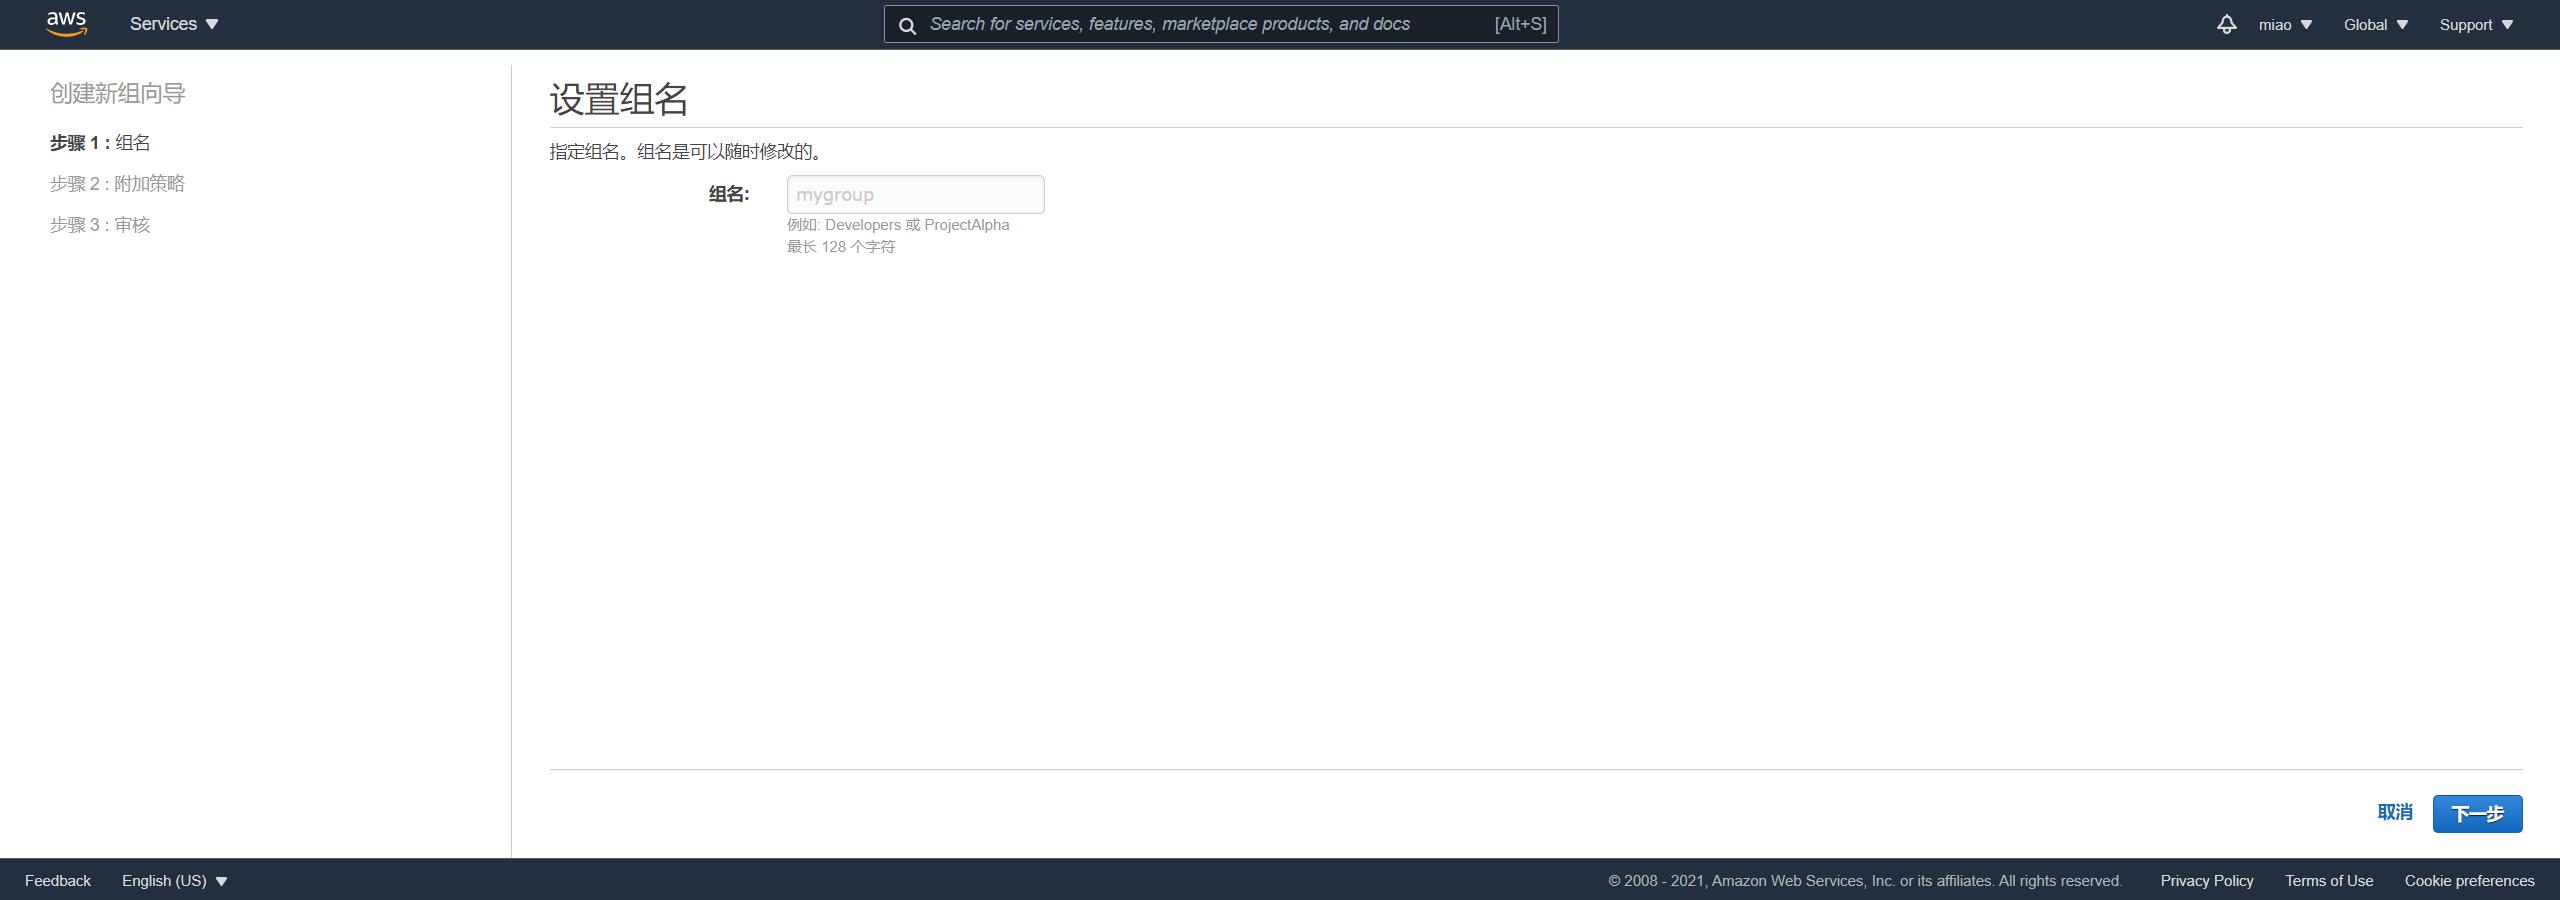 aws
Services
Search for services, features, marketplace products, and docs
[Alt+S]
miao
Global
Support
创建新组向导
步骤 1 : 组名
步骤 2 : 附加策略
步骤 3 : 审核
设置组名
指定组名。组名是可以随时修改的。
组名:
mygroup
例如: Developers 或 ProjectAlpha
最长 128 个字符
取消
下一步
Feedback
English (US)
© 2008 - 2021, Amazon Web Services, Inc. or its affiliates. All rights reserved.
Privacy Policy
Terms of Use
Cookie preferences